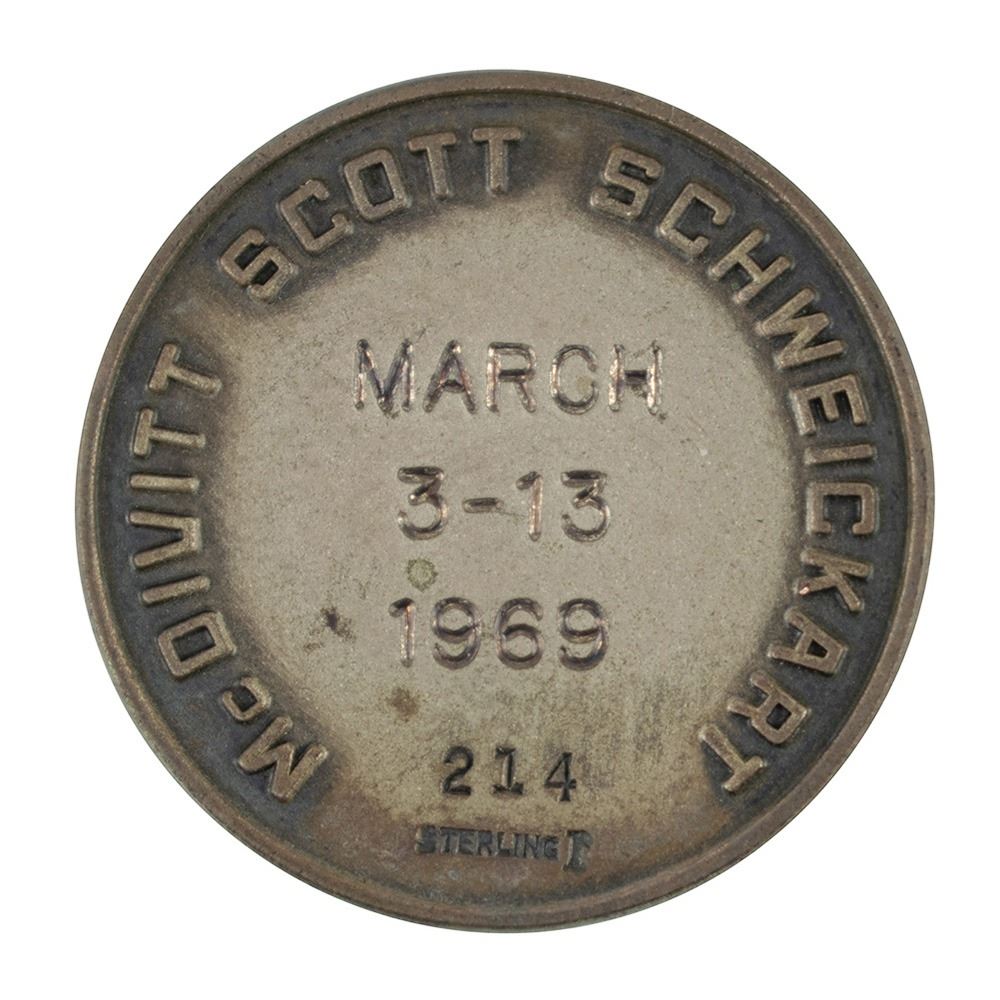 McDIVITT SCOTT SCHWEICKART
MARCH
3-13
1969
214
STERLING F